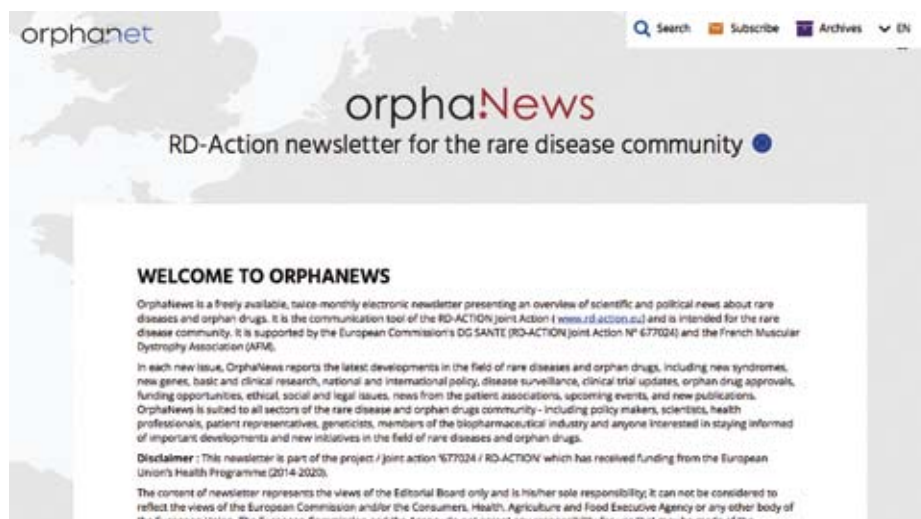 orphanet
Search Subscribe Archives EN
orphaNews
RD-Action newsletter for the rare disease community
WELCOME TO ORPHANEWS
OrphaNews is a freely available, twice-monthly electronic newsletter presenting an overview of scientific and political news about rare
diseases and orphan drugs. It is the communication tool of the RD-ACTION Joint Action ( www.rd-action.eu) and is intended for the rare
disease community. It is supported by the European Commission's DG SANTE (RD-ACTION Joint Action N° 677024) and the French Muscular
Dystrophy Association (AFM).
In each new issue, OrphaNews reports the latest developments in the field of rare diseases and orphan drugs, including new syndromes,
new genes, basic and clinical research, national and international policy, disease surveillance, clinical trial updates, orphan drug approvals,
funding opportunities, ethical, social and legal issues, news from the patient associations, upcoming events, and new publications.
OrphaNews is suited to all sectors of the rare disease and orphan drugs community - including policy makers, scientists, health
professionals, patient representatives, geneticists, members of the biopharmaceutical industry and anyone interested in staying informed
of important developments and new initiatives in the field of rare diseases and orphan drugs.
Disclaimer : This newsletter is part of the project / joint action '677024 / RD-ACTION' which has received funding from the European
Union's Health Programme (2014-2020).
The content of newsletter represents the views of the Editorial Board only and is his/her sole responsibility; it can not be considered to
reflect the views of the European Commission and/or the Consumers, Health, Agriculture and Food Executive Agency or any other body of